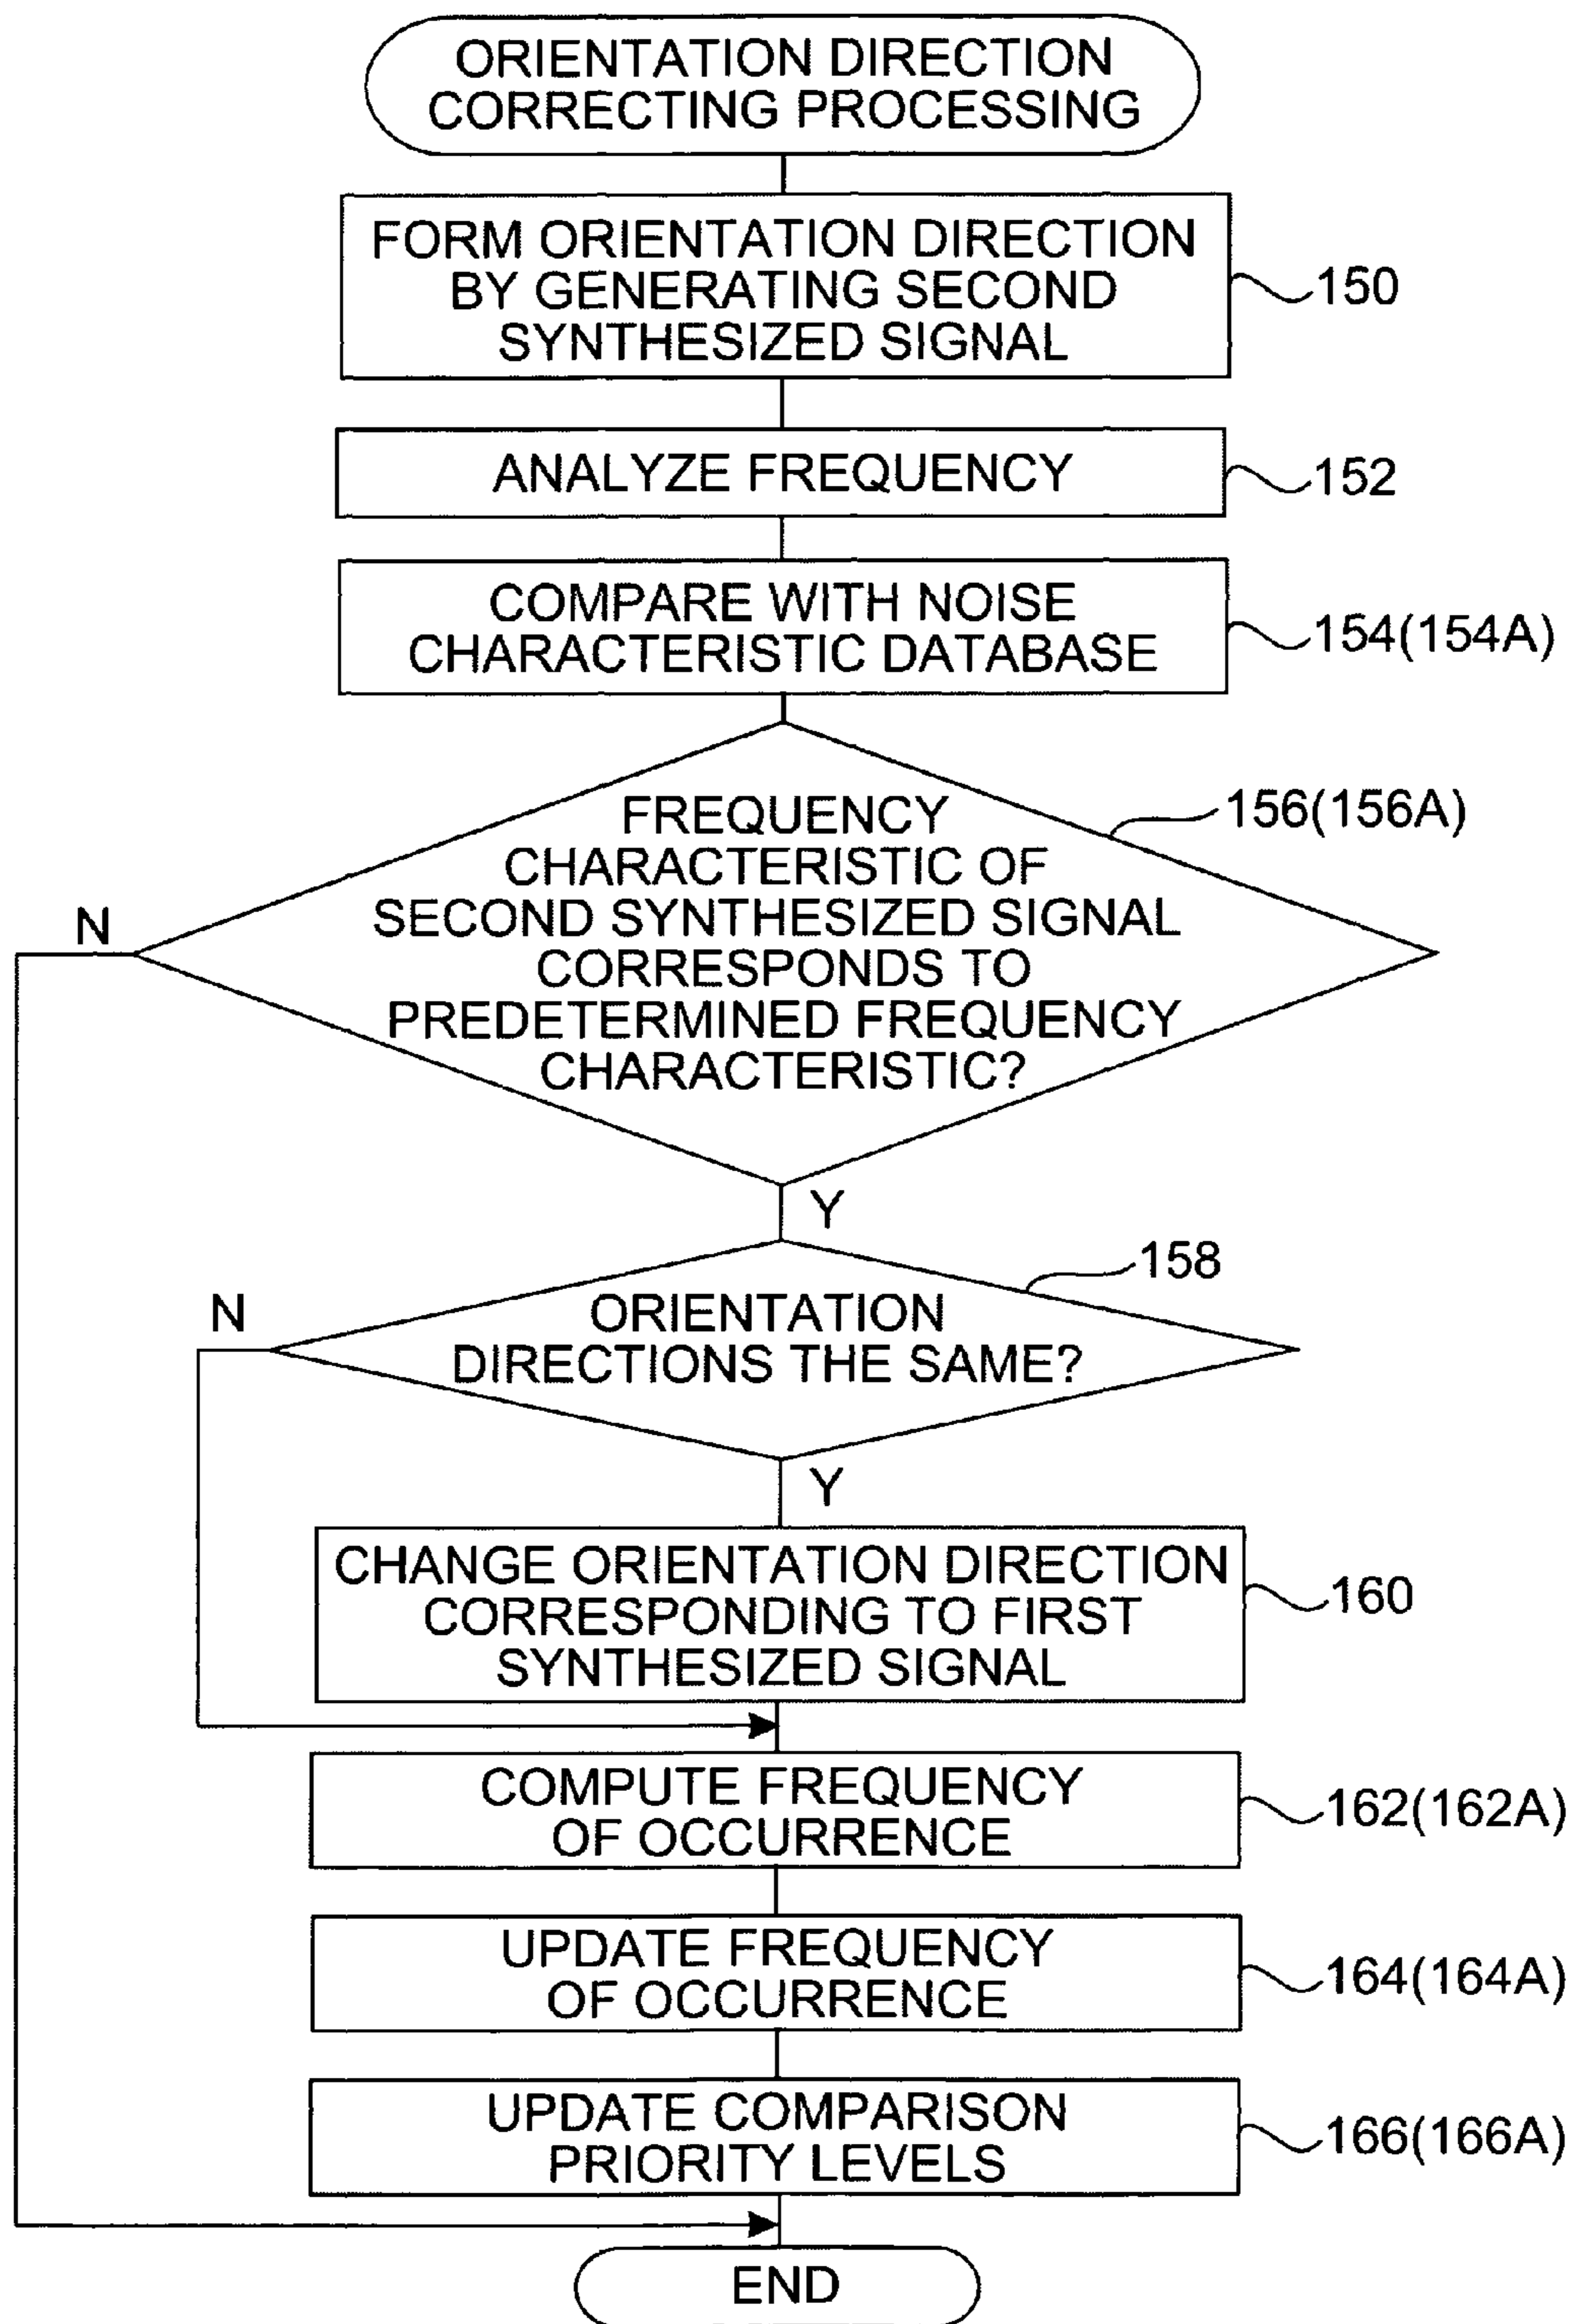 ORIENTATION DIRECTION
CORRECTING PROCESSING
FORM ORIENTATION DIRECTION
BY GENERATING SECOND
SYNTHESIZED SIGNAL
150
ANALYZE FREQUENCY
152
COMPARE WITH NOISE
CHARACTERISTIC DATABASE
154(154A)
FREQUENCY
CHARACTERISTIC OF
SECOND SYNTHESIZED SIGNAL
CORRESPONDS TO
PREDETERMINED FREQUENCY
CHARACTERISTIC?
156(156A)
N
Y
ORIENTATION
DIRECTIONS THE SAME?
158
N
Y
CHANGE ORIENTATION DIRECTION
CORRESPONDING TO FIRST
SYNTHESIZED SIGNAL
160
COMPUTE FREQUENCY
OF OCCURRENCE
162(162A)
UPDATE FREQUENCY
OF OCCURRENCE
164(164A)
UPDATE COMPARISON
PRIORITY LEVELS
166(166A)
END